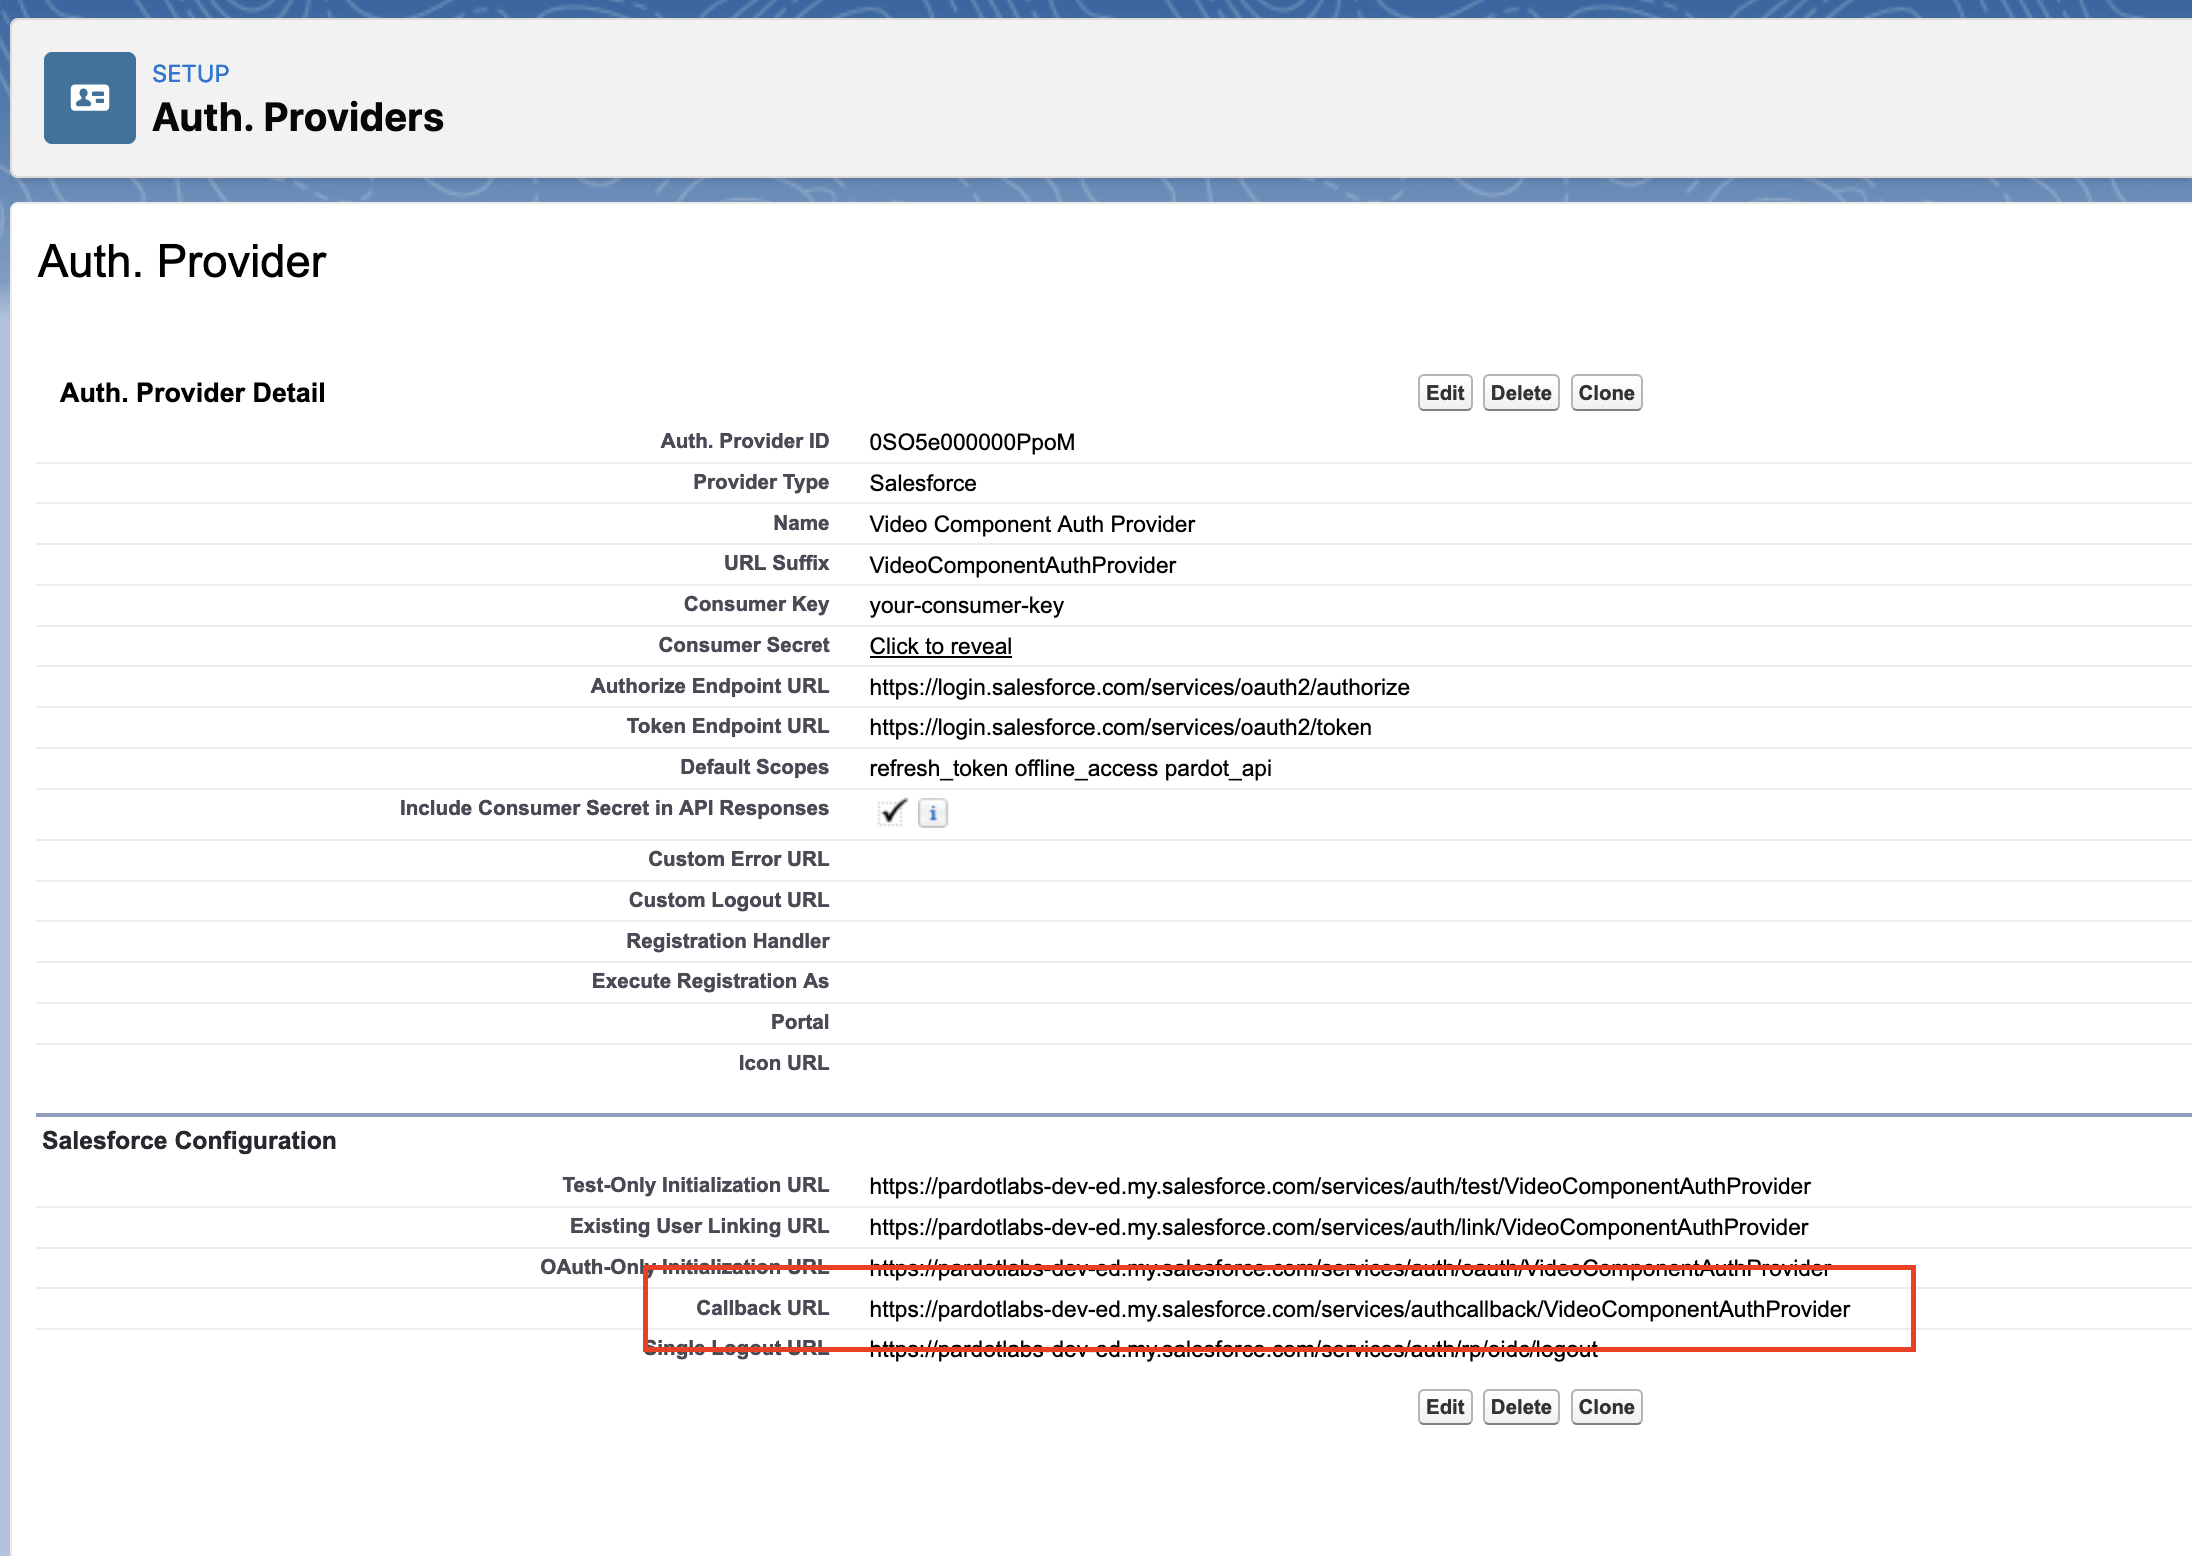 SETUP
Auth. Providers
Auth. Provider
Auth. Provider Detail
Edit Delete Clone
Auth. Provider ID 0SO5e000000PpoM
Provider Type Salesforce
Name Video Component Auth Provider
URL Suffix VideoComponentAuthProvider
Consumer Key your-consumer-key
Consumer Secret Click to reveal
Authorize Endpoint URL https://login.salesforce.com/services/oauth2/authorize
Token Endpoint URL https://login.salesforce.com/services/oauth2/token
Default Scopes refresh_token offline_access pardot_api
Include Consumer Secret in API Responses i
Custom Error URL
Custom Logout URL
Registration Handler
Execute Registration As
Portal
Icon URL
Salesforce Configuration
Test-Only Initialization URL https://pardotlabs-dev-ed.my.salesforce.com/services/auth/test/VideoComponentAuthProvider
Existing User Linking URL https://pardotlabs-dev-ed.my.salesforce.com/services/auth/link/VideoComponentAuthProvider
OAuth-Only Initialization URL https://pardotlabs-dev-ed.my.salesforce.com/services/auth/oauth/VideoComponentAuthProvider
Callback URL https://pardotlabs-dev-ed.my.salesforce.com/services/authcallback/VideoComponentAuthProvider
Single Logout URL https://pardotlabs-dev-ed.my.salesforce.com/services/auth/rp/oidc/logout
Edit Delete Clone